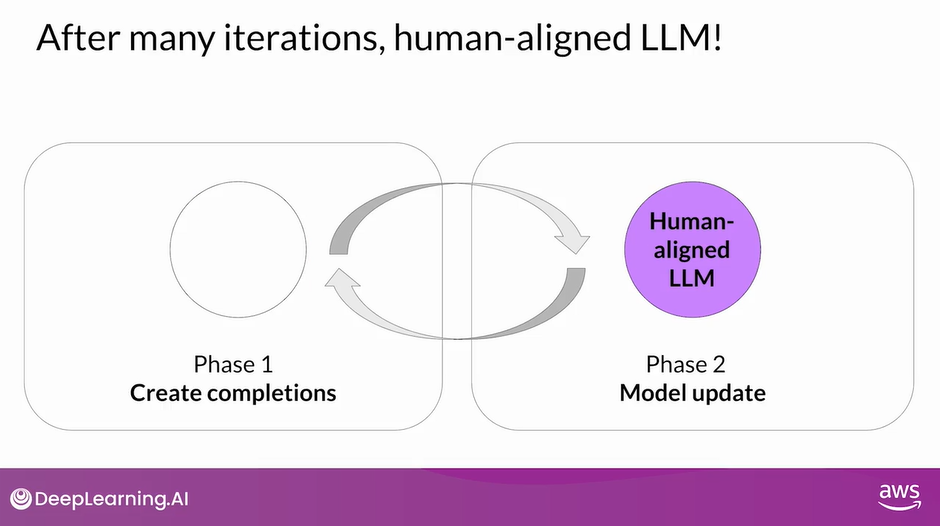 After many iterations, human-aligned LLM!
Human-
aligned
LLM
Phase 1
Create completions
Phase 2
Model update
DeepLearning.AI
aws